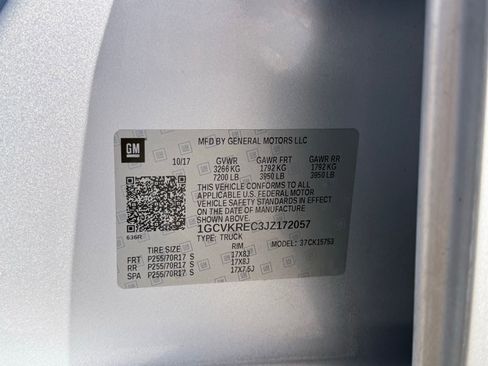 GM
MFD BY GENERAL MOTORS LLC
10/17 GVWR GAWR FRT GAWR RR
3266 KG 1792 KG 1792 KG
7200 LB 3950 LB 3950 LB
THIS VEHICLE CONFORMS TO ALL
APPLICABLE U.S. FEDERAL MOTOR
VEHICLE SAFETY STANDARDS IN EFFECT
ON THE DATE OF MANUFACTURE
SHOWN ABOVE.
1GCVKREC3JZ172057
636R TYPE: TRUCK MODEL: 37CK15753
TIRE SIZE RIM
FRT P255/70R17 S 17X8J
RR P255/70R17 S 17X8J
SPA P255/70R17 S 17X7.5J